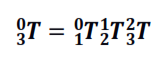 ⁰₃T = ⁰₁T¹₂T²₃T